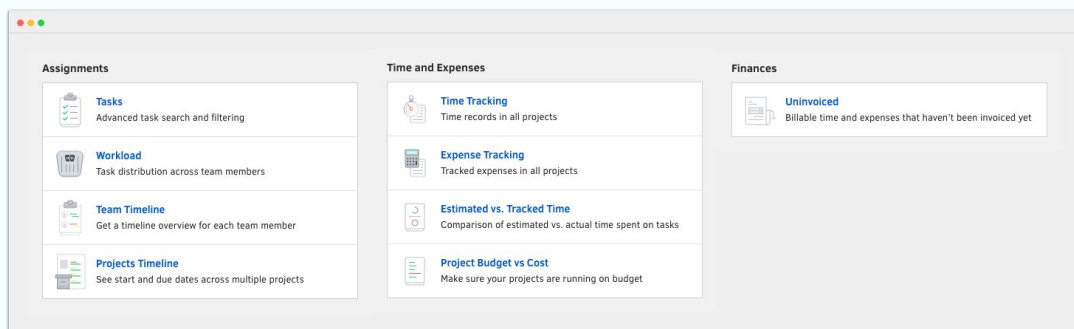 Assignments
Tasks
Advanced task search and filtering
Workload
Task distribution across team members
Team Timeline
Get a timeline overview for each team member
Projects Timeline
See start and due dates across multiple projects
Time and Expenses
Time Tracking
Time records in all projects
Expense Tracking
Tracked expenses in all projects
Estimated vs. Tracked Time
Comparison of estimated vs. actual time spent on tasks
Project Budget vs Cost
Make sure your projects are running on budget
Finances
Uninvoiced
Billable time and expenses that haven't been invoiced yet